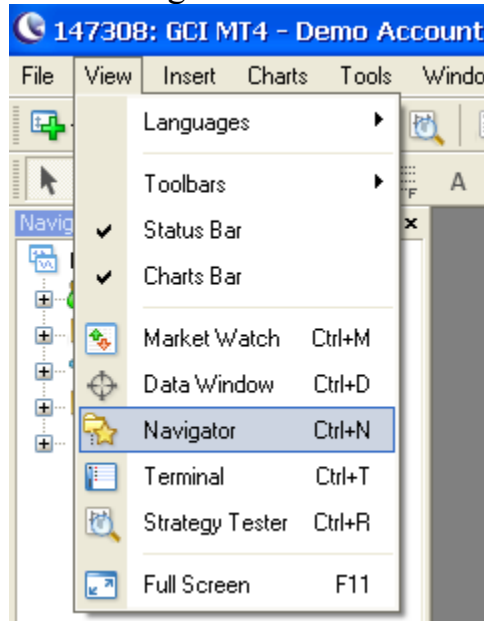 147308: GCI MT4 - Demo Account
File View Insert Charts Tools Windo
Languages
Toolbars
A
F
Navig
Status Bar
Charts Bar
Market Watch Ctrl+M
Data Window Ctrl+D
Navigator Ctrl+N
Terminal Ctrl+T
Strategy Tester Ctrl+R
Full Screen F11